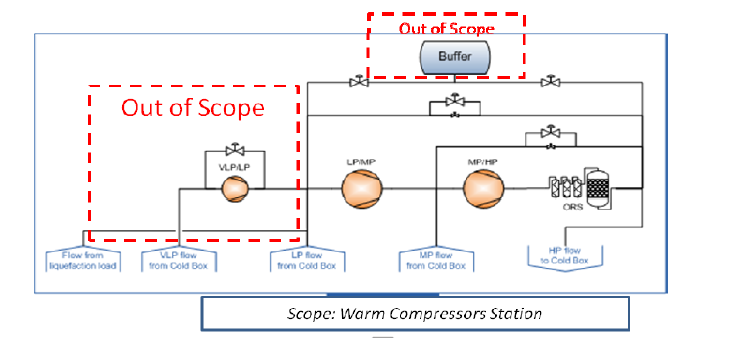 Out of Scope
Buffer
Out of Scope
VLP/LP
LP/MP
MP/HP
ORS
Flow from
liquefaction load
VLP flow
from Cold Box
LP flow
from Cold Box
MP flow
from Cold Box
HP flow
to Cold Box
Scope: Warm Compressors Station